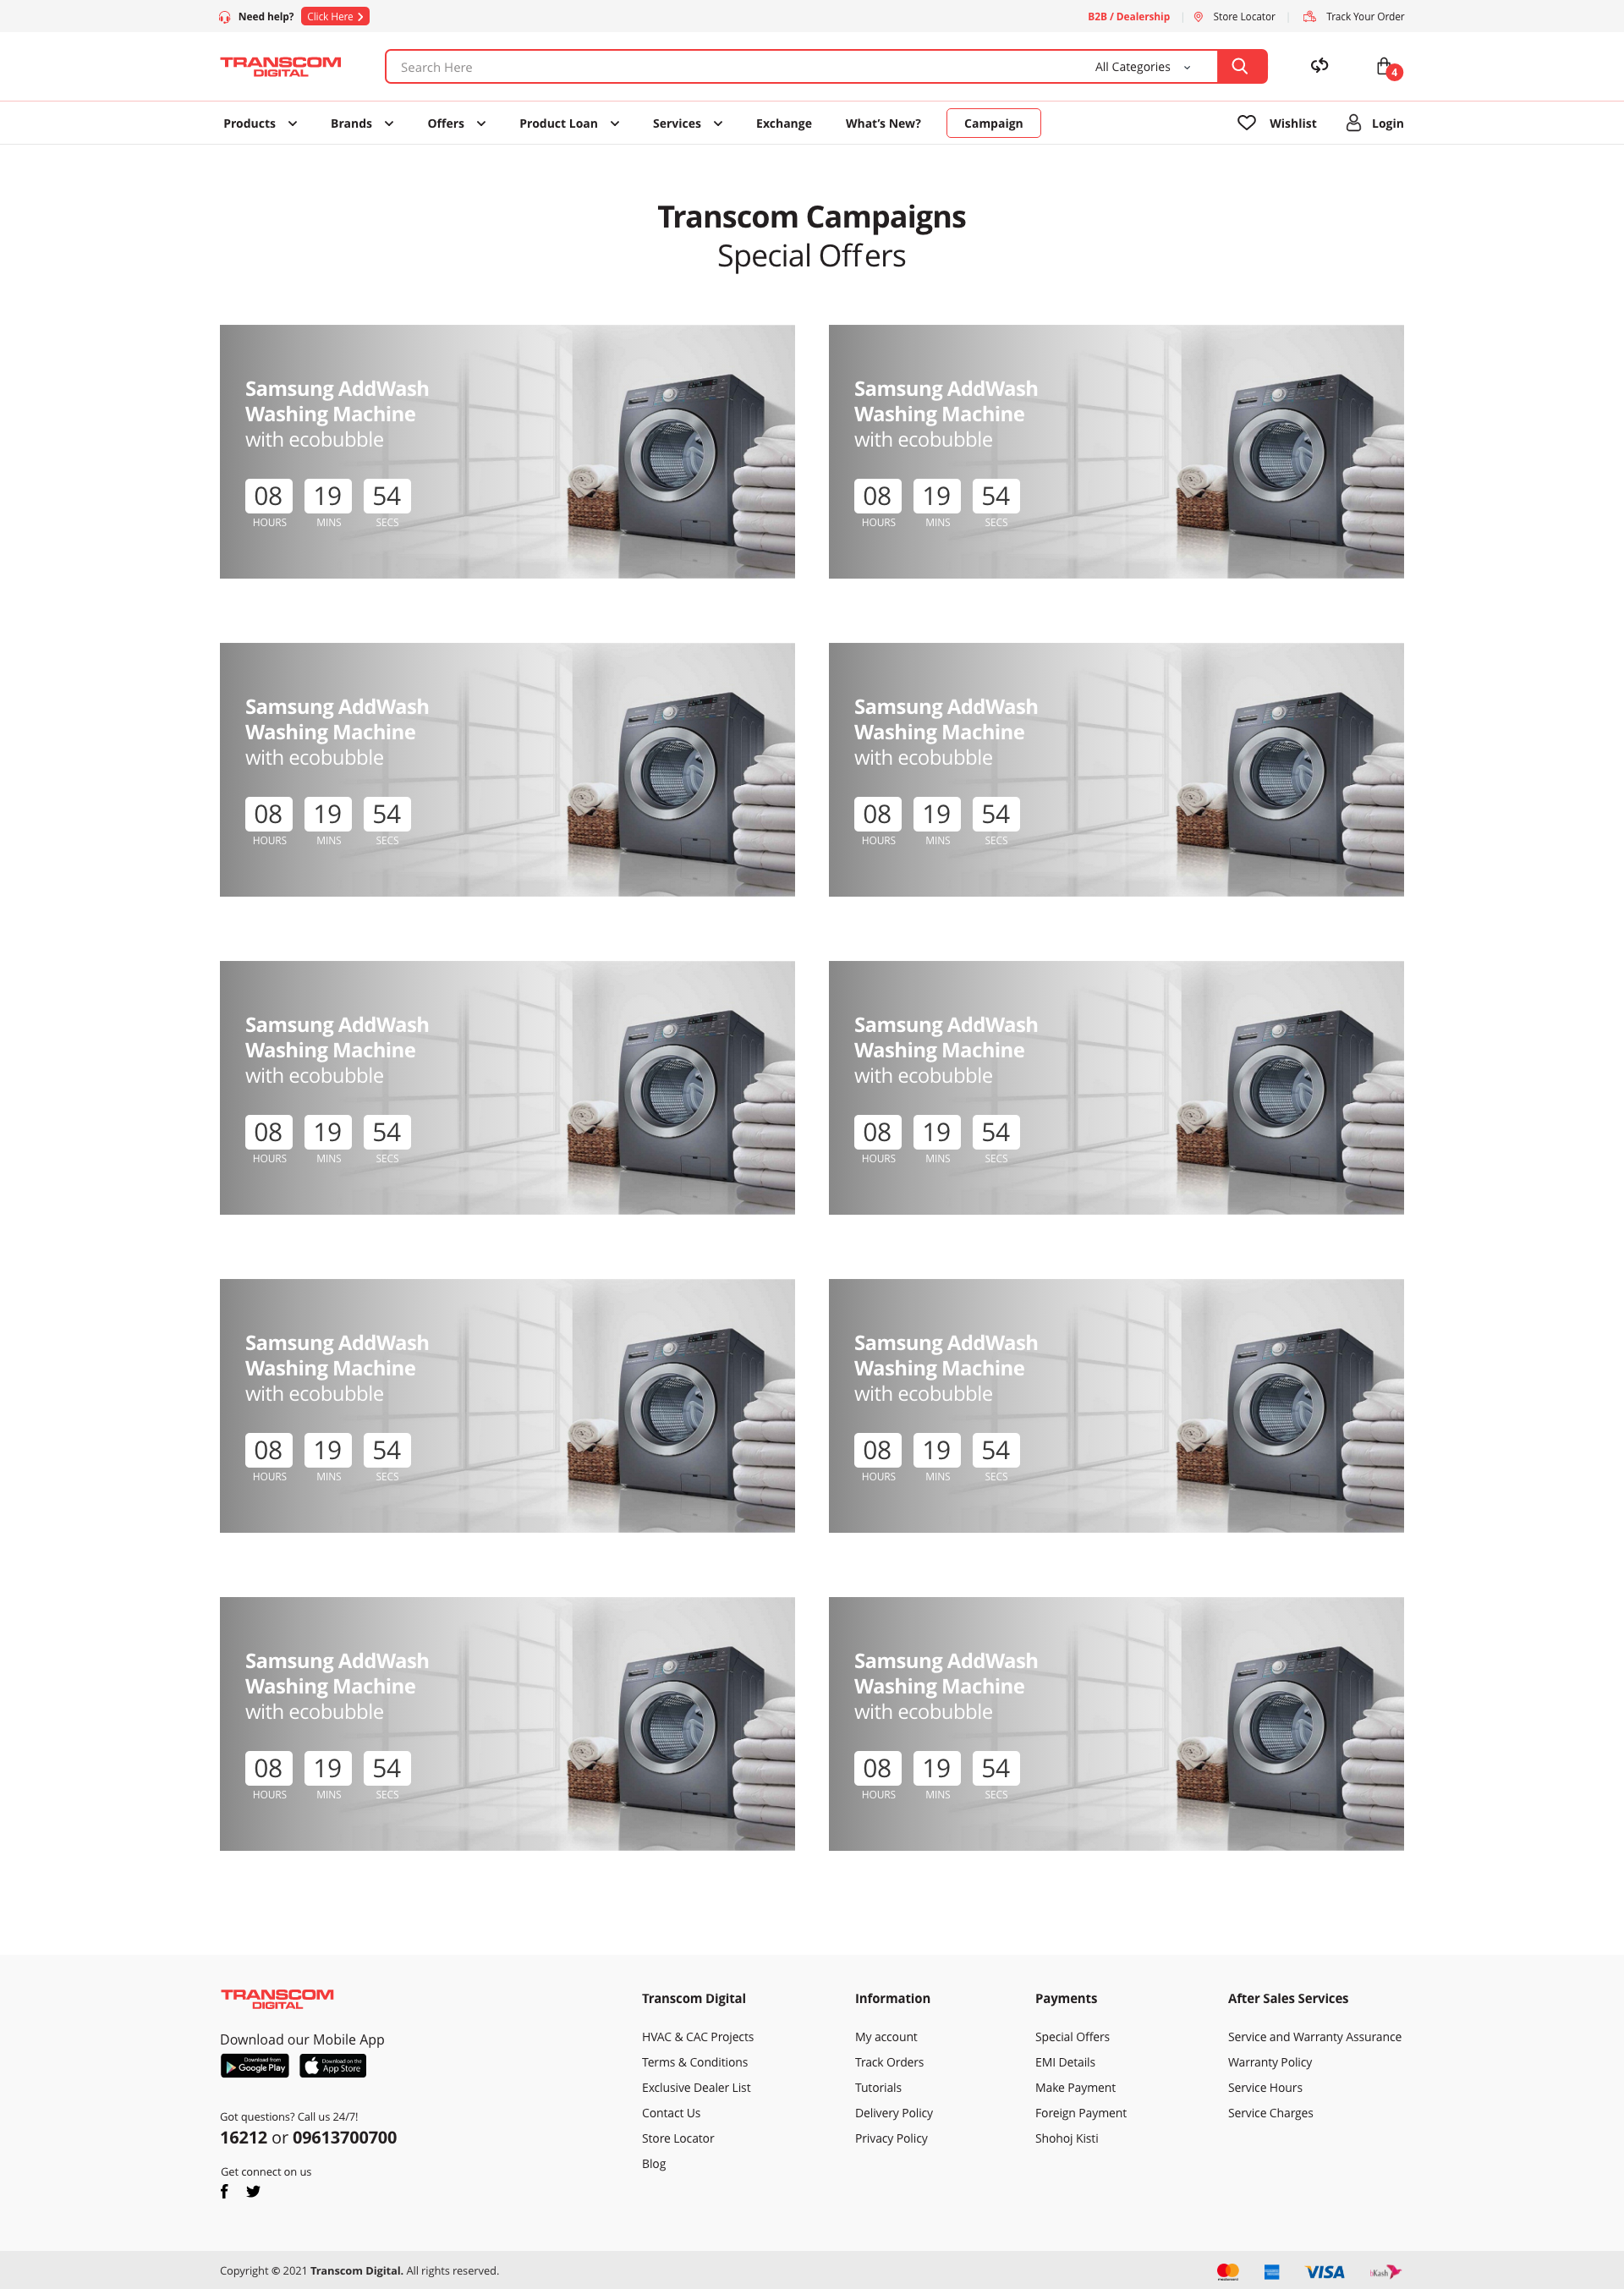 Need help? Click Here
B2B / Dealership Store Locator Track Your Order
TRANSCOM
DIGITAL
Search Here All Categories
4
Products Brands Offers Product Loan Services Exchange What's New? Campaign Wishlist Login
Transcom Campaigns
Special Offers
Samsung AddWash
Washing Machine
with ecobubble
08 19 54
HOURS MINS SECS
Samsung AddWash
Washing Machine
with ecobubble
08 19 54
HOURS MINS SECS
Samsung AddWash
Washing Machine
with ecobubble
08 19 54
HOURS MINS SECS
Samsung AddWash
Washing Machine
with ecobubble
08 19 54
HOURS MINS SECS
Samsung AddWash
Washing Machine
with ecobubble
08 19 54
HOURS MINS SECS
Samsung AddWash
Washing Machine
with ecobubble
08 19 54
HOURS MINS SECS
Samsung AddWash
Washing Machine
with ecobubble
08 19 54
HOURS MINS SECS
Samsung AddWash
Washing Machine
with ecobubble
08 19 54
HOURS MINS SECS
Samsung AddWash
Washing Machine
with ecobubble
08 19 54
HOURS MINS SECS
Samsung AddWash
Washing Machine
with ecobubble
08 19 54
HOURS MINS SECS
TRANSCOM
DIGITAL
Download our Mobile App
Download from
Google Play
Download on the
App Store
Got questions? Call us 24/7!
16212 or 09613700700
Get connect on us
Transcom Digital
HVAC & CAC Projects
Terms & Conditions
Exclusive Dealer List
Contact Us
Store Locator
Blog
Information
My account
Track Orders
Tutorials
Delivery Policy
Privacy Policy
Payments
Special Offers
EMI Details
Make Payment
Foreign Payment
Shohoj Kisti
After Sales Services
Service and Warranty Assurance
Warranty Policy
Service Hours
Service Charges
Copyright © 2021 Transcom Digital. All rights reserved.
VISA bKash